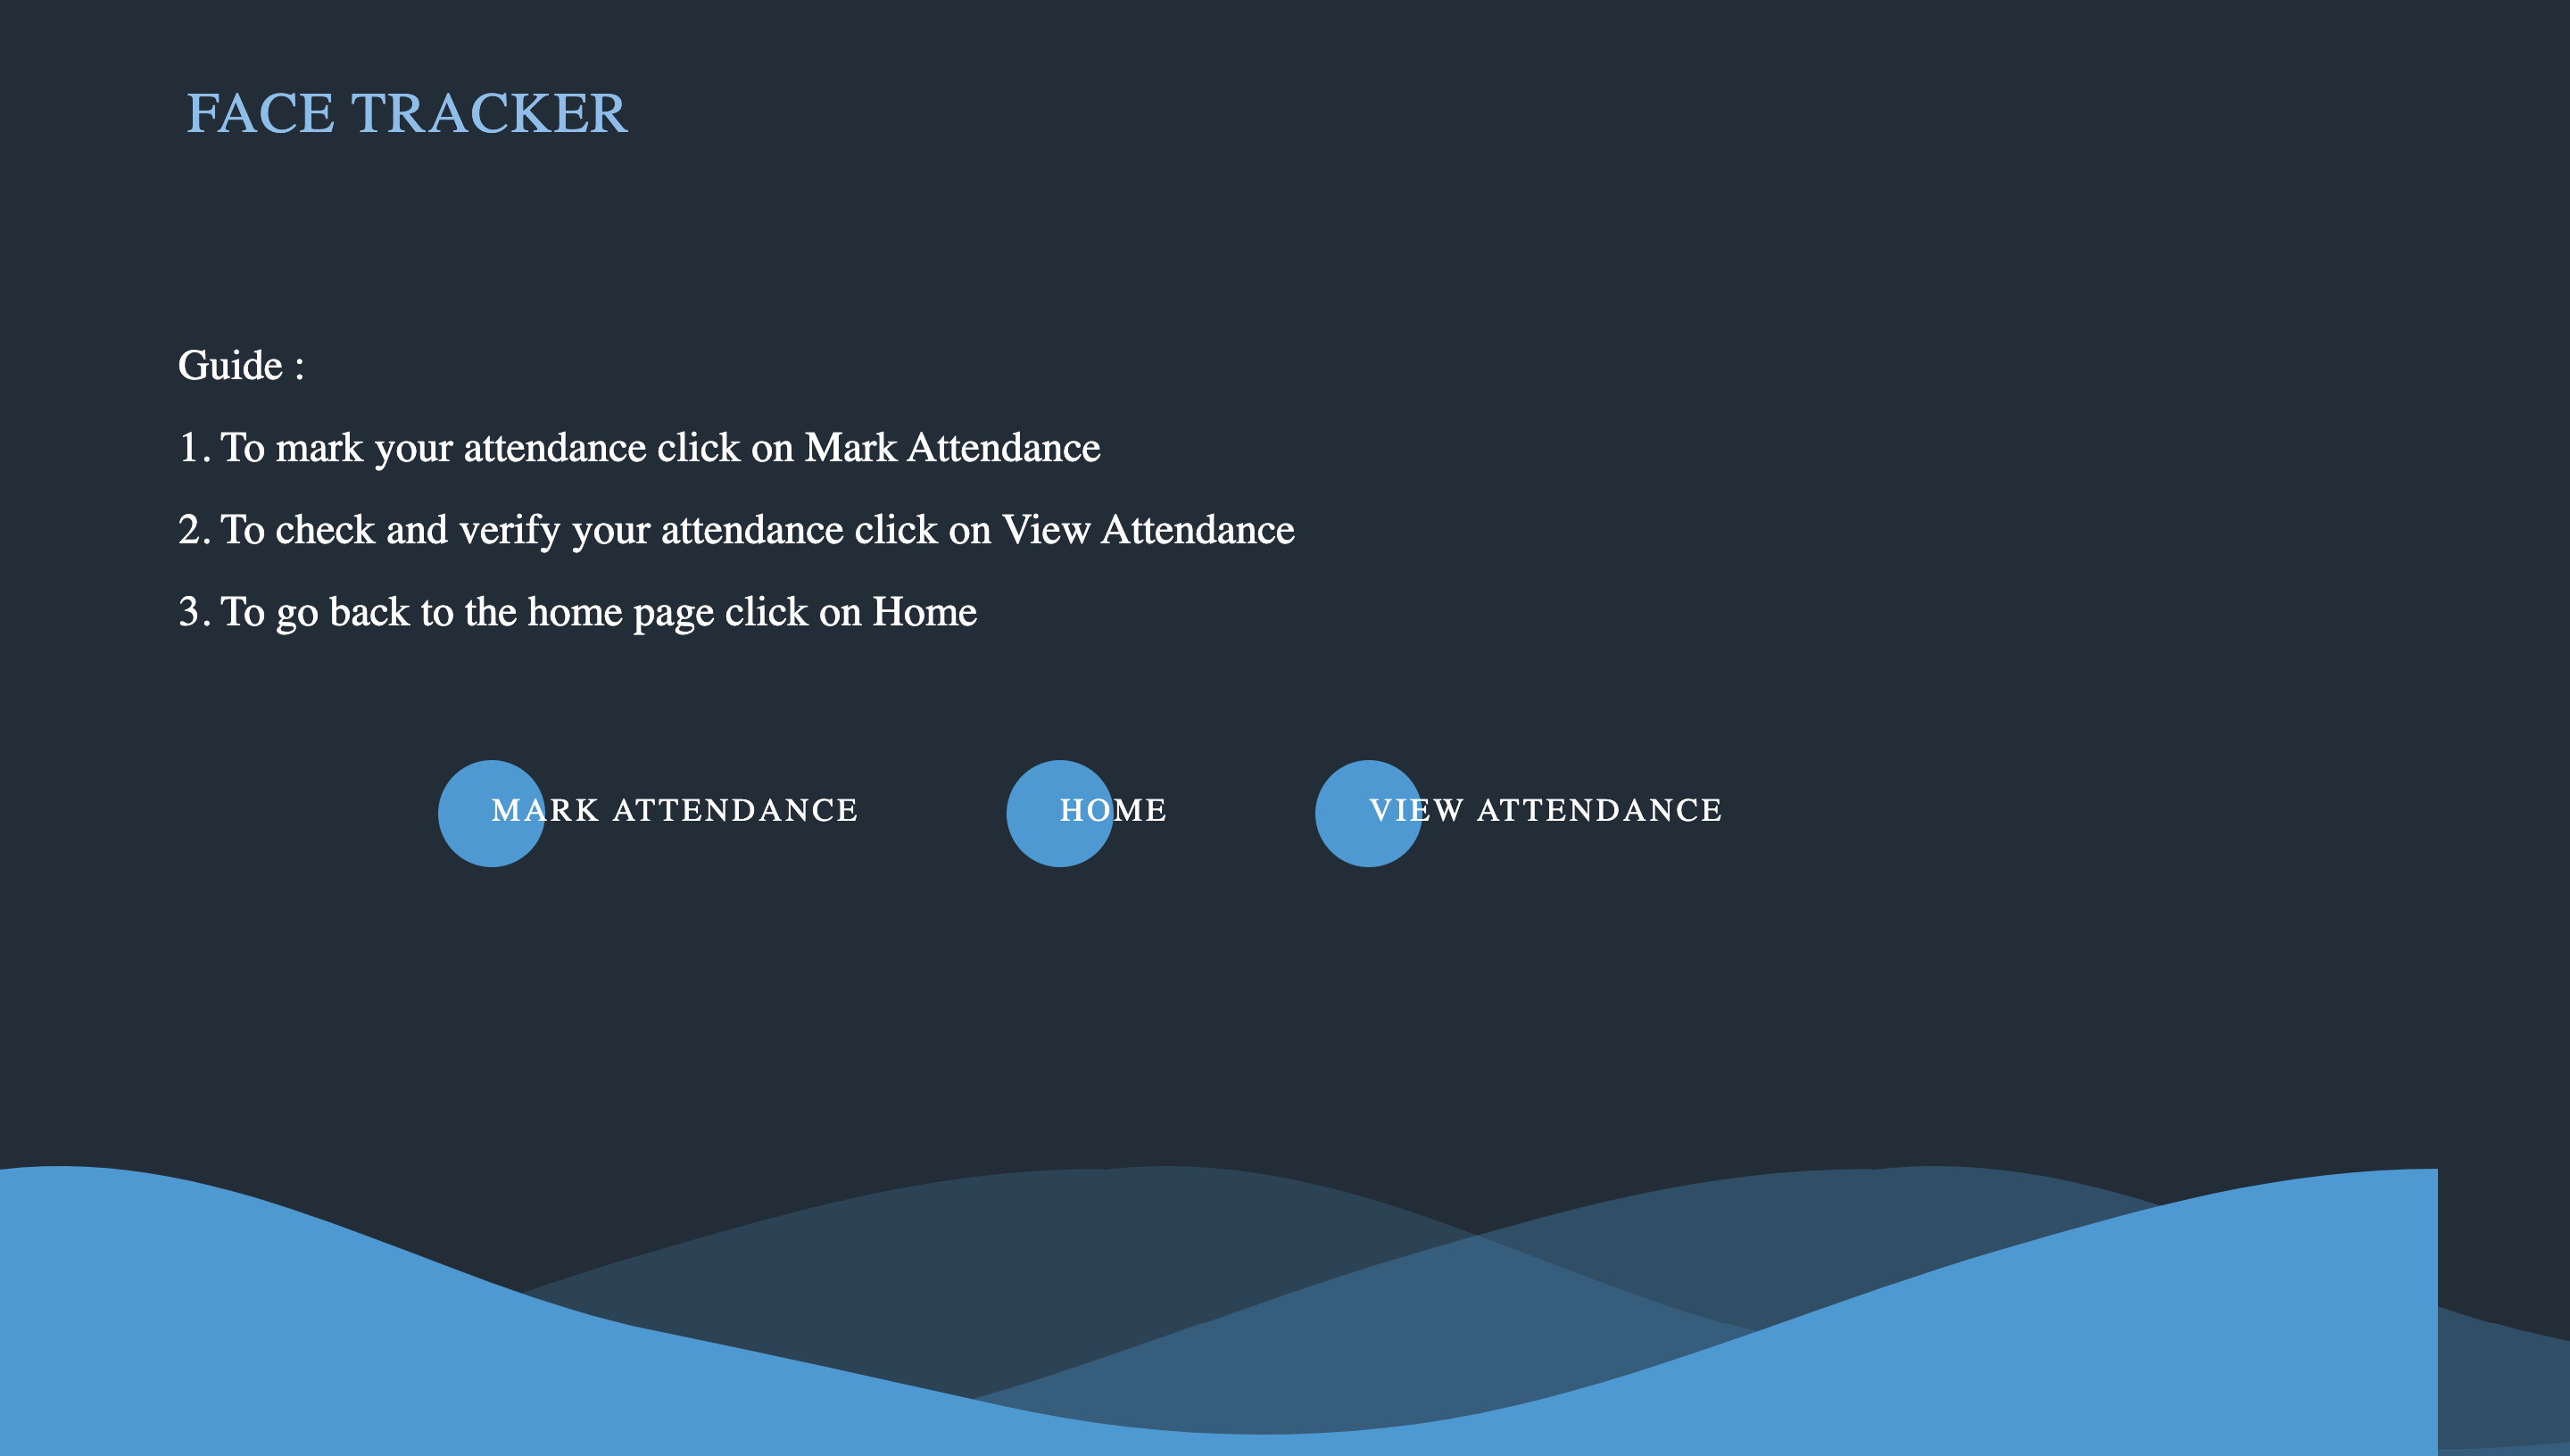 FACE TRACKER
Guide :
1. To mark your attendance click on Mark Attendance
2. To check and verify your attendance click on View Attendance
3. To go back to the home page click on Home
MARK ATTENDANCE
HOME
VIEW ATTENDANCE